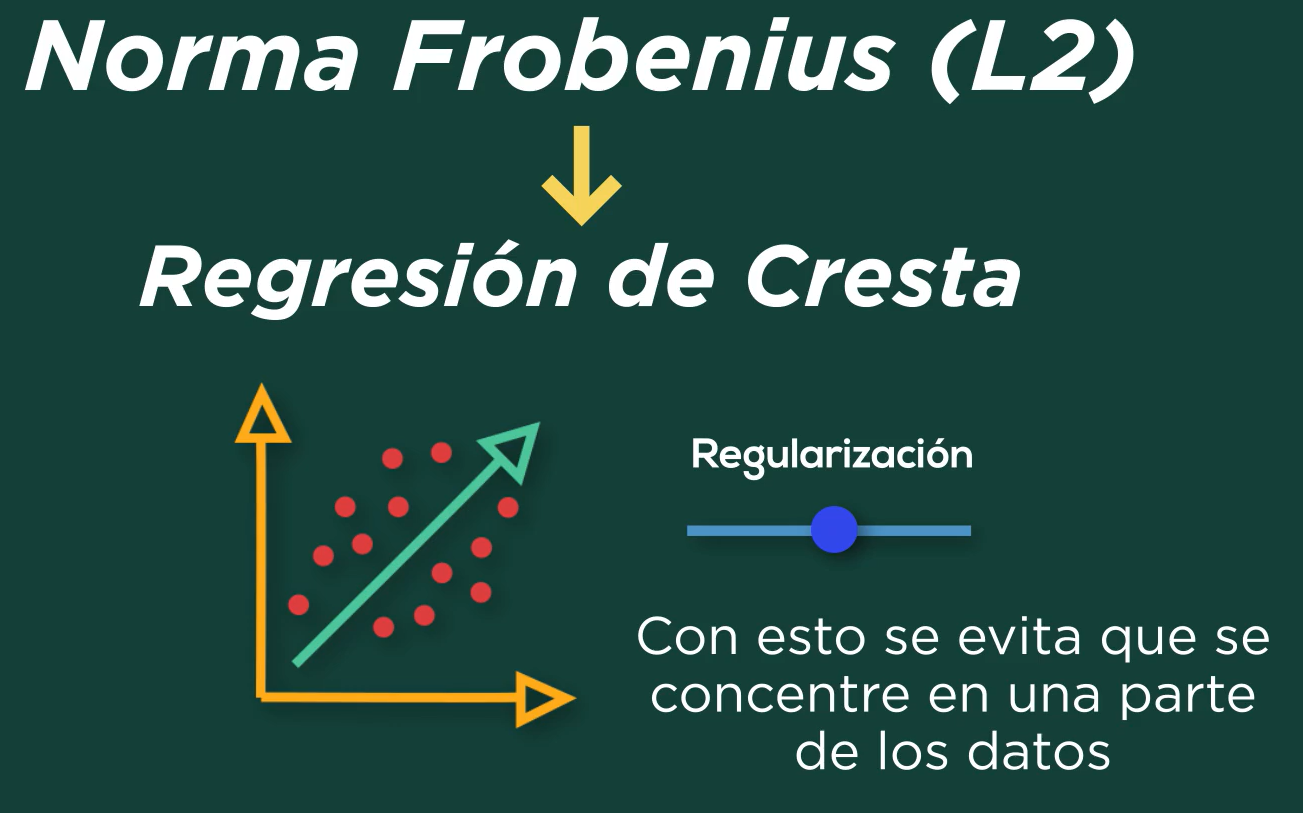 Norma Frobenius (L2)
Regresión de Cresta
Regularización
Con esto se evita que se
concentre en una parte
de los datos